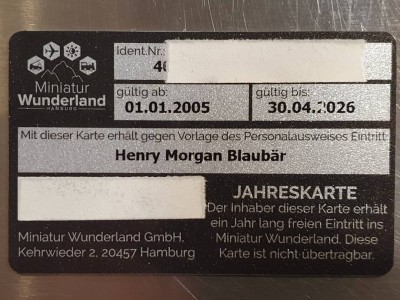 Miniatur
Wunderland
HAMBURG
Ident.Nr.:
40
gültig ab:
01.01.2005
gültig bis:
30.04.2026
Mit dieser Karte erhält gegen Vorlage des Personalausweises Eintritt:
Henry Morgan Blaubär
JAHRESKARTE
Der Inhaber dieser Karte erhält
ein Jahr lang freien Eintritt ins
Miniatur Wunderland. Diese
Karte ist nicht übertragbar.
Miniatur Wunderland GmbH,
Kehrwieder 2, 20457 Hamburg